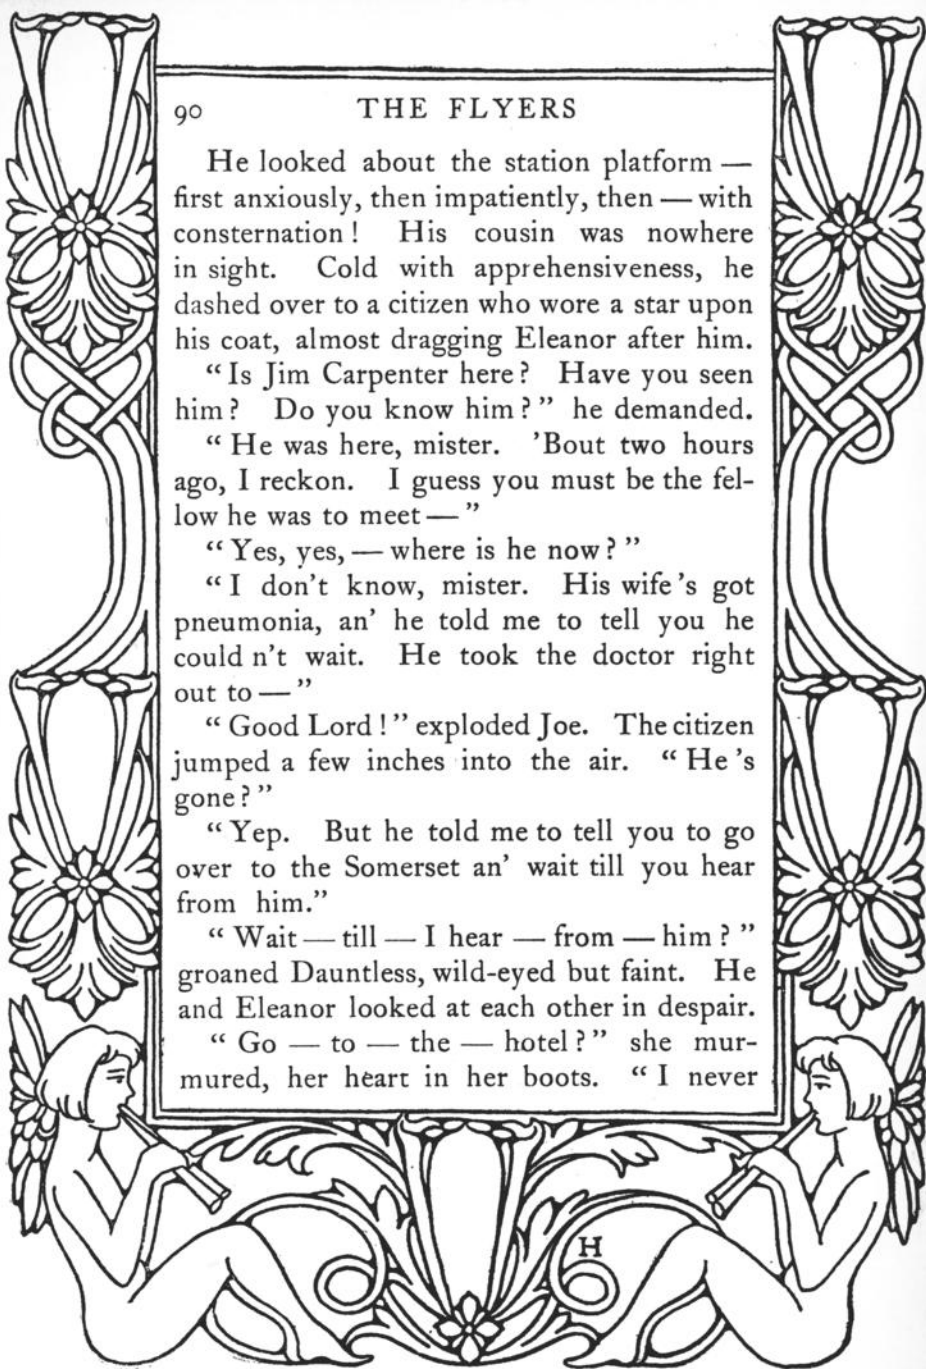 90 THE FLYERS
He looked about the station platform —
first anxiously, then impatiently, then — with
consternation! His cousin was nowhere
in sight. Cold with apprehensiveness, he
dashed over to a citizen who wore a star upon
his coat, almost dragging Eleanor after him.
“Is Jim Carpenter here? Have you seen
him? Do you know him?” he demanded.
“He was here, mister. ’Bout two hours
ago, I reckon. I guess you must be the fel-
low he was to meet—”
“Yes, yes, — where is he now?”
“I don't know, mister. His wife's got
pneumonia, an’ he told me to tell you he
could n't wait. He took the doctor right
out to —”
“Good Lord!” exploded Joe. The citizen
jumped a few inches into the air. “He's
gone?”
“Yep. But he told me to tell you to go
over to the Somerset an’ wait till you hear
from him.”
“Wait — till — I hear — from — him?”
groaned Dauntless, wild-eyed but faint. He
and Eleanor looked at each other in despair.
“Go — to — the — hotel?” she mur-
mured, her heart in her boots. “I never
H